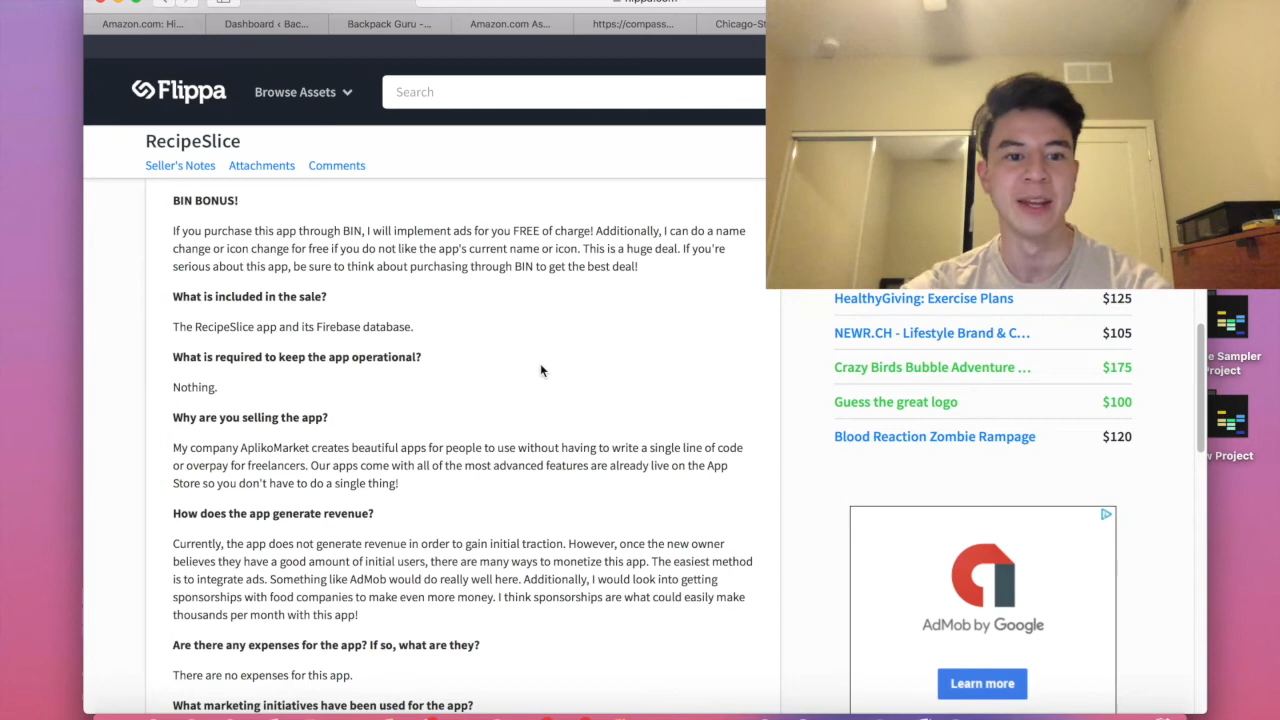 flippa.com
Amazon.com: Hi...
Dashboard ‹ Bac...
Backpack Guru –...
Amazon.com As...
https://compass...
Chicago-St
Flippa
Browse Assets
Search
RecipeSlice
Seller's Notes
Attachments
Comments
BIN BONUS!
If you purchase this app through BIN, I will implement ads for you FREE of charge! Additionally, I can do a name
change or icon change for free if you do not like the app's current name or icon. This is a huge deal. If you're
serious about this app, be sure to think about purchasing through BIN to get the best deal!
What is included in the sale?
The RecipeSlice app and its Firebase database.
What is required to keep the app operational?
Nothing.
Why are you selling the app?
My company AplikoMarket creates beautiful apps for people to use without having to write a single line of code
or overpay for freelancers. Our apps come with all of the most advanced features are already live on the App
Store so you don't have to do a single thing!
How does the app generate revenue?
Currently, the app does not generate revenue in order to gain initial traction. However, once the new owner
believes they have a good amount of initial users, there are many ways to monetize this app. The easiest method
is to integrate ads. Something like AdMob would do really well here. Additionally, I would look into getting
sponsorships with food companies to make even more money. I think sponsorships are what could easily make
thousands per month with this app!
Are there any expenses for the app? If so, what are they?
There are no expenses for this app.
What marketing initiatives have been used for the app?
HealthyGiving: Exercise Plans $125
NEWR.CH - Lifestyle Brand & C... $105
Crazy Birds Bubble Adventure ... $175
Guess the great logo $100
Blood Reaction Zombie Rampage $120
AdMob by Google
Learn more
e Sampler
Project
w Project